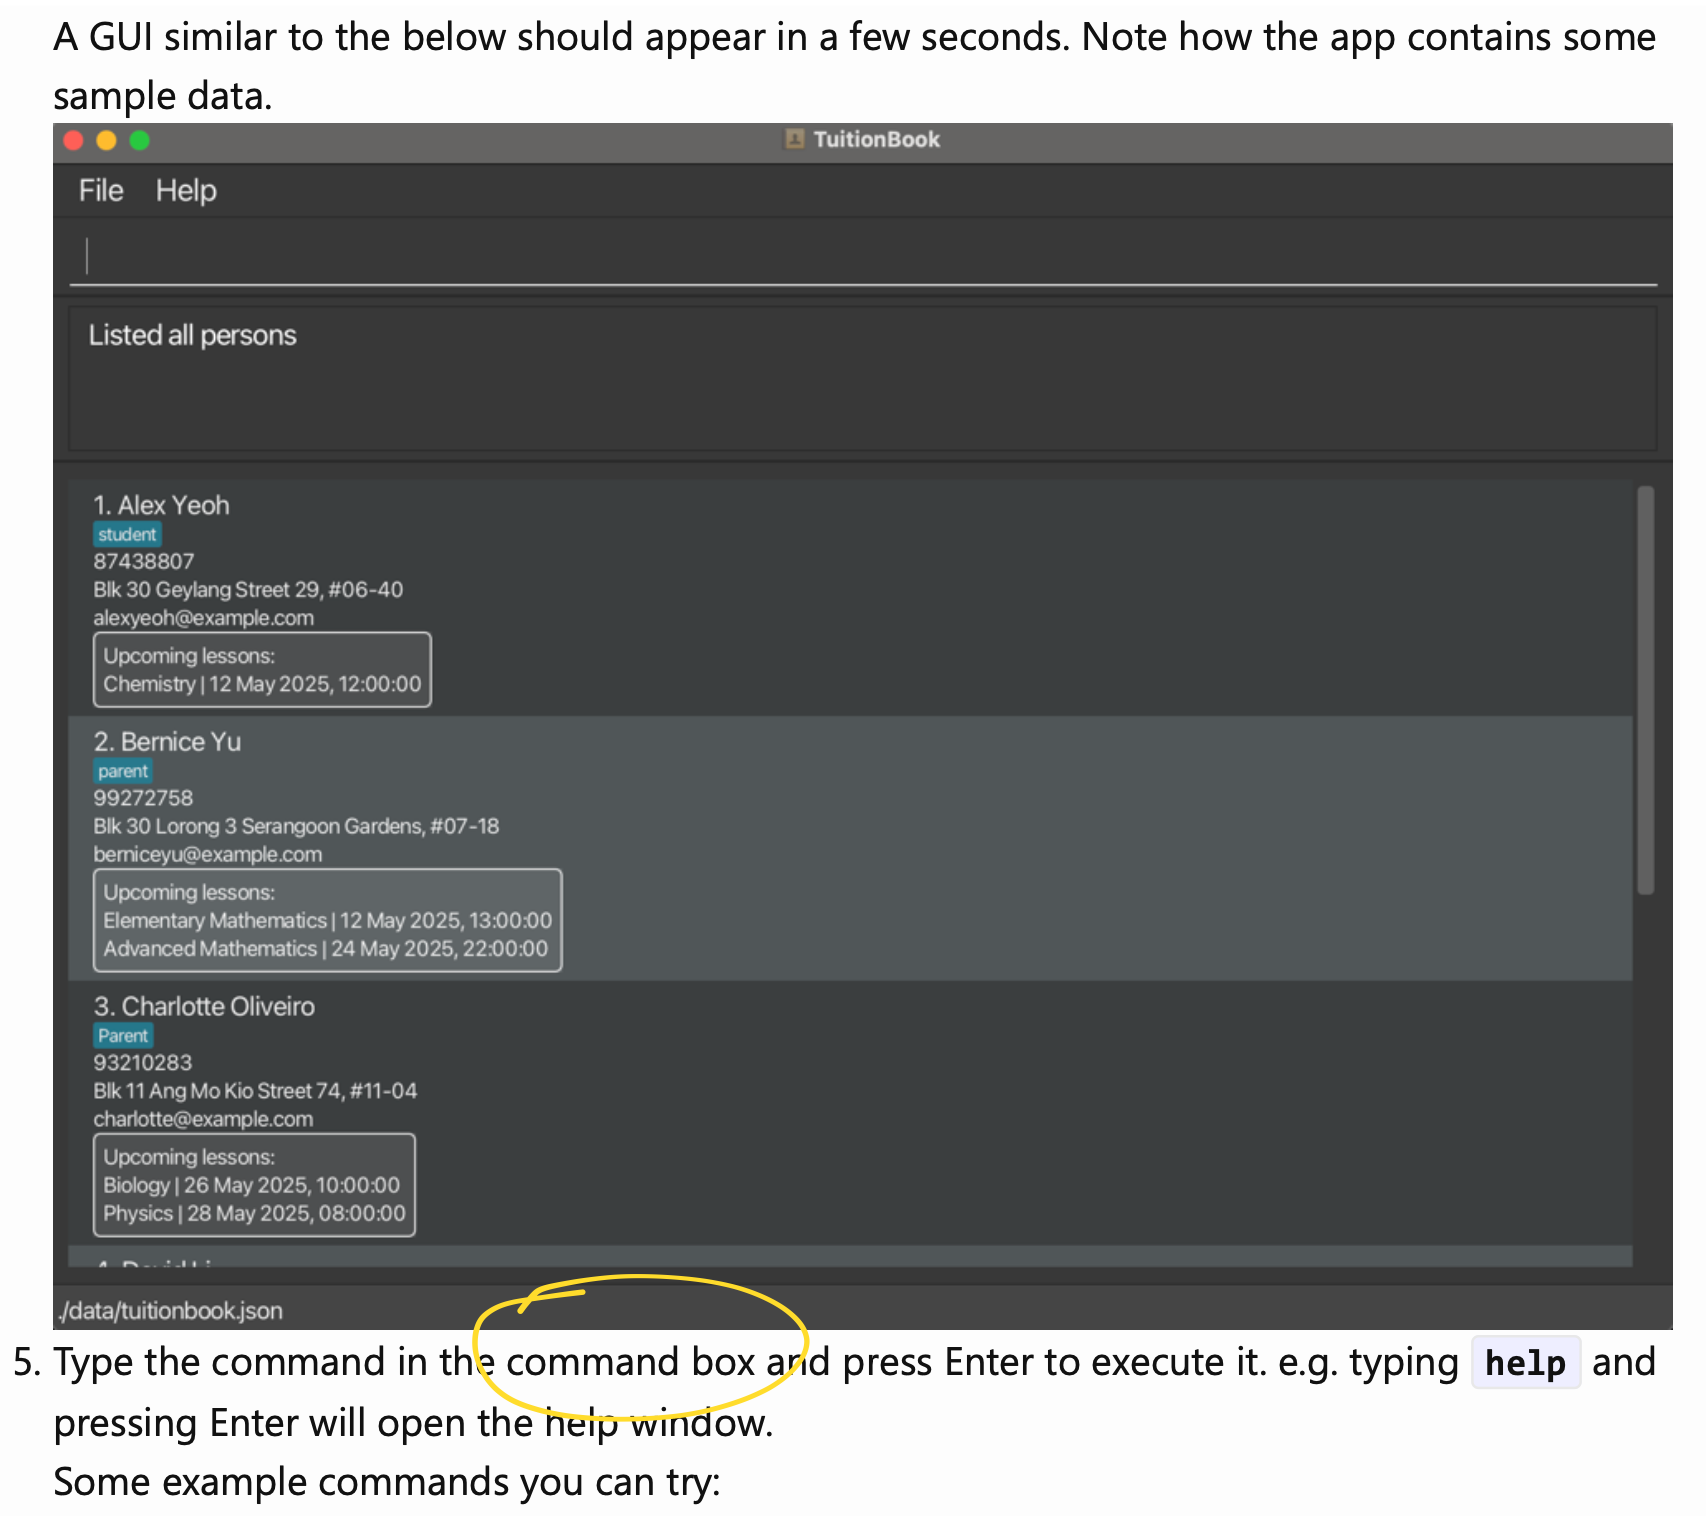 A GUI similar to the below should appear in a few seconds. Note how the app contains some
sample data.
TuitionBook
File Help
Listed all persons
1. Alex Yeoh
student
87438807
Blk 30 Geylang Street 29, #06-40
alexyeoh@example.com
Upcoming lessons:
Chemistry | 12 May 2025, 12:00:00
2. Bernice Yu
parent
99272758
Blk 30 Lorong 3 Serangoon Gardens, #07-18
berniceyu@example.com
Upcoming lessons:
Elementary Mathematics | 12 May 2025, 13:00:00
Advanced Mathematics | 24 May 2025, 22:00:00
3. Charlotte Oliveiro
Parent
93210283
Blk 11 Ang Mo Kio Street 74, #11-04
charlotte@example.com
Upcoming lessons:
Biology | 26 May 2025, 10:00:00
Physics | 28 May 2025, 08:00:00
./data/tuitionbook.json
5. Type the command in the command box and press Enter to execute it. e.g. typing help and
pressing Enter will open the help window.
Some example commands you can try: